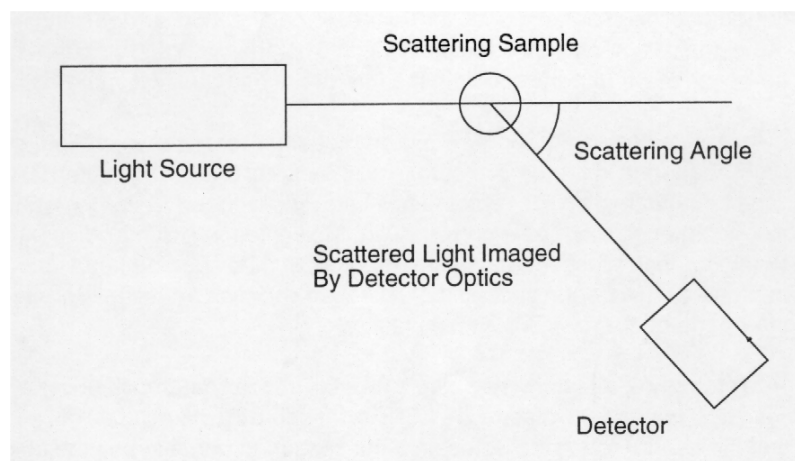 Scattering Sample
Light Source
Scattering Angle
Scattered Light Imaged
By Detector Optics
Detector